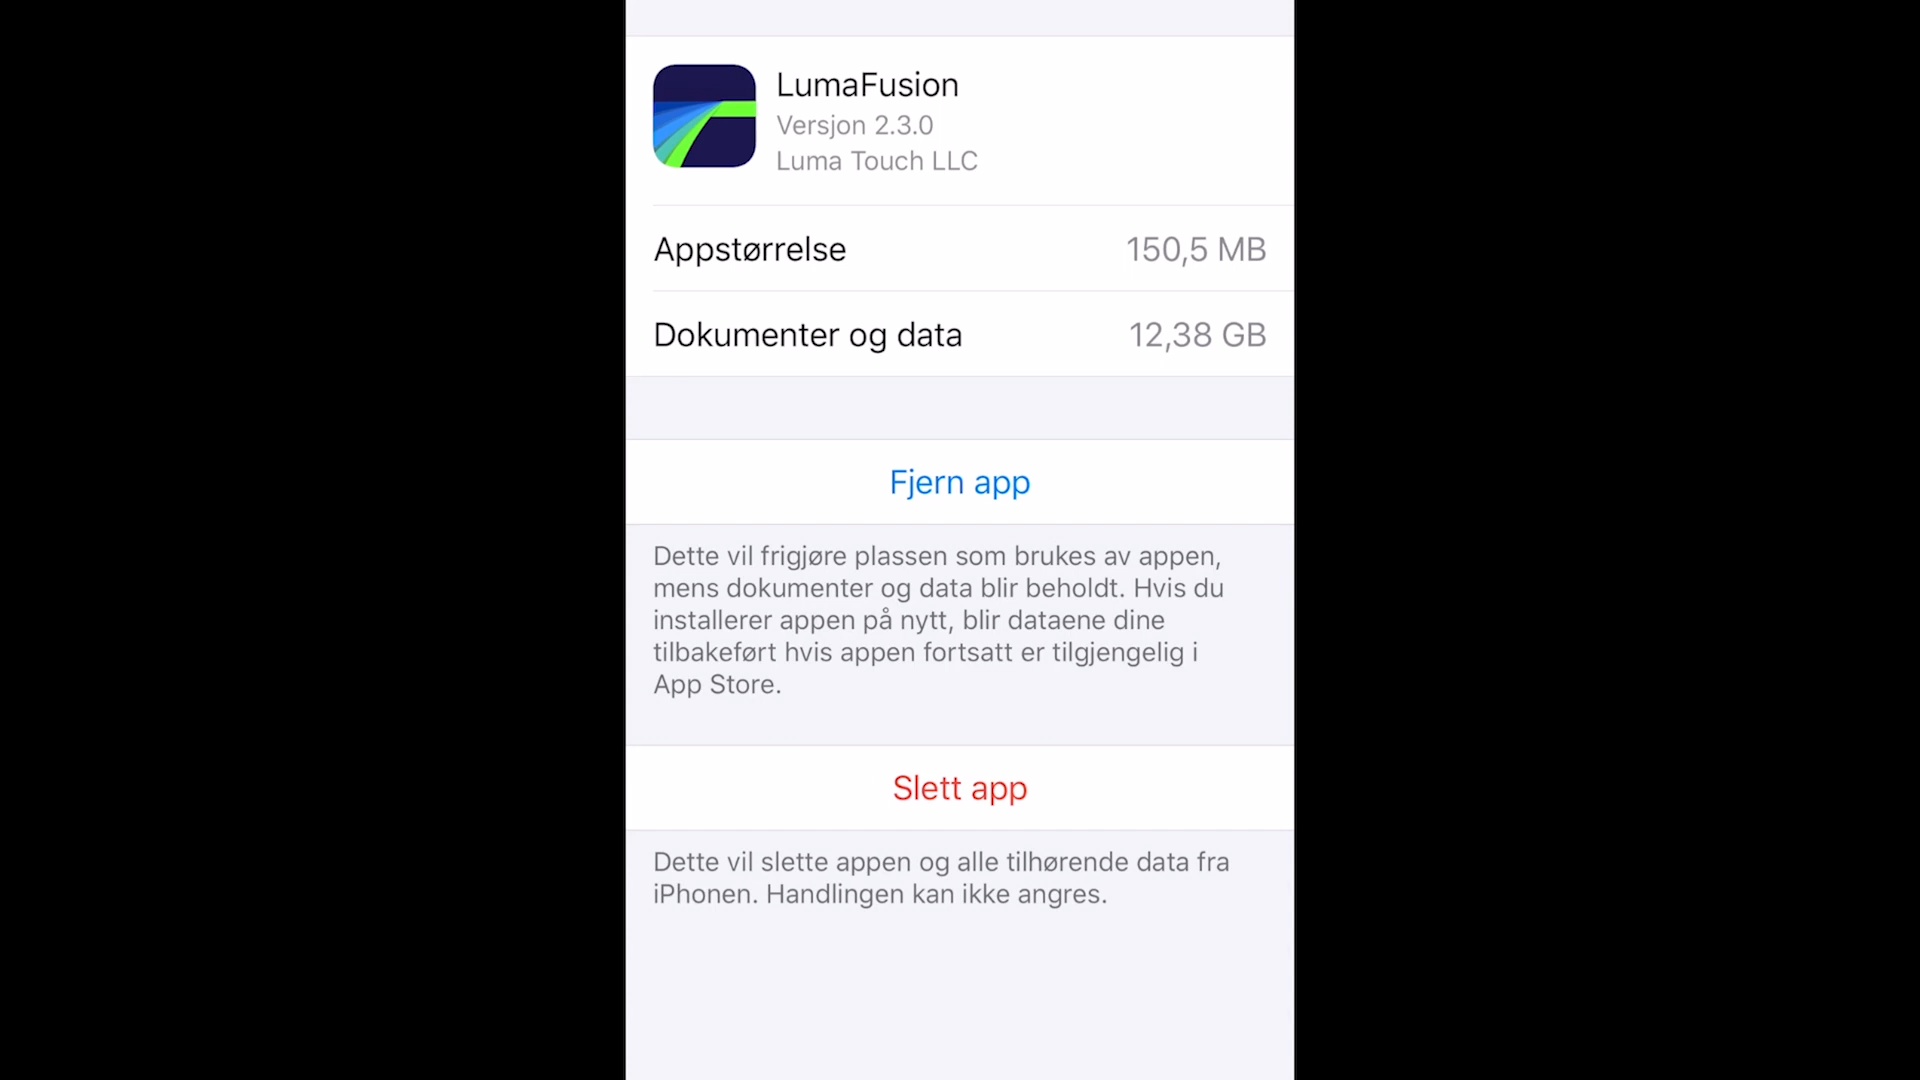 LumaFusion
Versjon 2.3.0
Luma Touch LLC
Appstørrelse 150,5 MB
Dokumenter og data 12,38 GB
Fjern app
Dette vil frigjøre plassen som brukes av appen,
mens dokumenter og data blir beholdt. Hvis du
installerer appen på nytt, blir dataene dine
tilbakeført hvis appen fortsatt er tilgjengelig i
App Store.
Slett app
Dette vil slette appen og alle tilhørende data fra
iPhonen. Handlingen kan ikke angres.